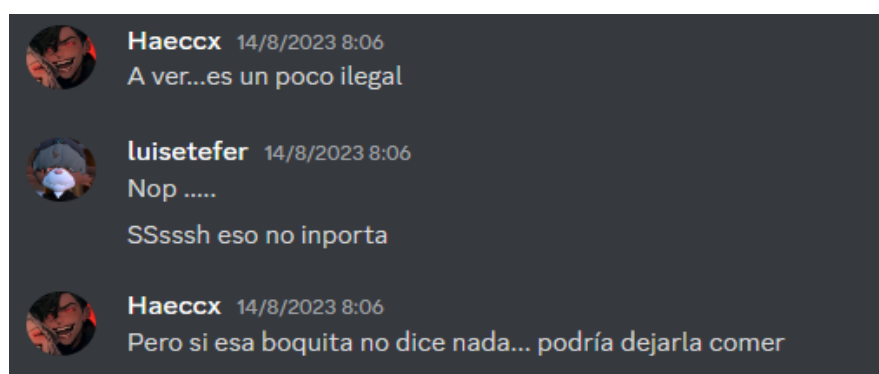 Haeccx 14/8/2023 8:06
A ver...es un poco ilegal
luisetefer 14/8/2023 8:06
Nop .....
SSsssh eso no inporta
Haeccx 14/8/2023 8:06
Pero si esa boquita no dice nada... podría dejarla comer